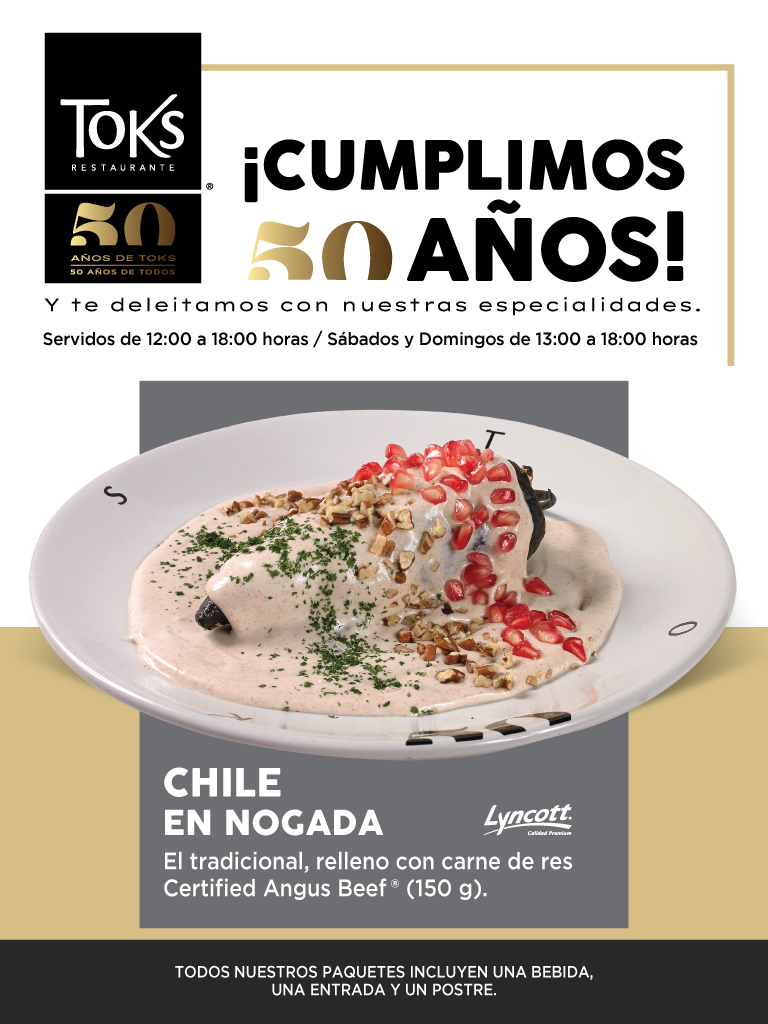 TOKS
RESTAURANTE
®
50
AÑOS DE TOKS
50 AÑOS DE TODOS
¡CUMPLIMOS
50 AÑOS!
Y te deleitamos con nuestras especialidades.
Servidos de 12:00 a 18:00 horas / Sábados y Domingos de 13:00 a 18:00 horas
T
S
O
K
CHILE
EN NOGADA
Lyncott®
Calidad Premium
El tradicional, relleno con carne de res
Certified Angus Beef® (150 g).
TODOS NUESTROS PAQUETES INCLUYEN UNA BEBIDA,
UNA ENTRADA Y UN POSTRE.